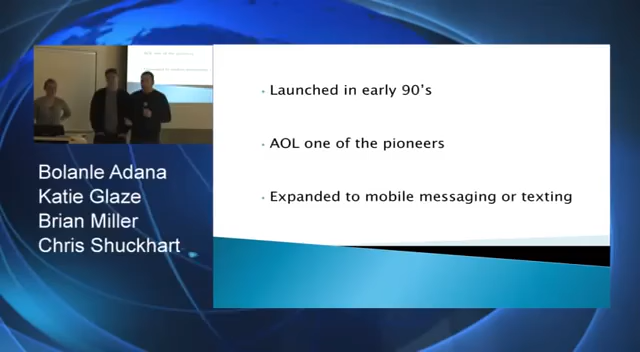 Bolanle Adana
Katie Glaze
Brian Miller
Chris Shuckhart
Launched in early 90's
AOL one of the pioneers
Expanded to mobile messaging or texting